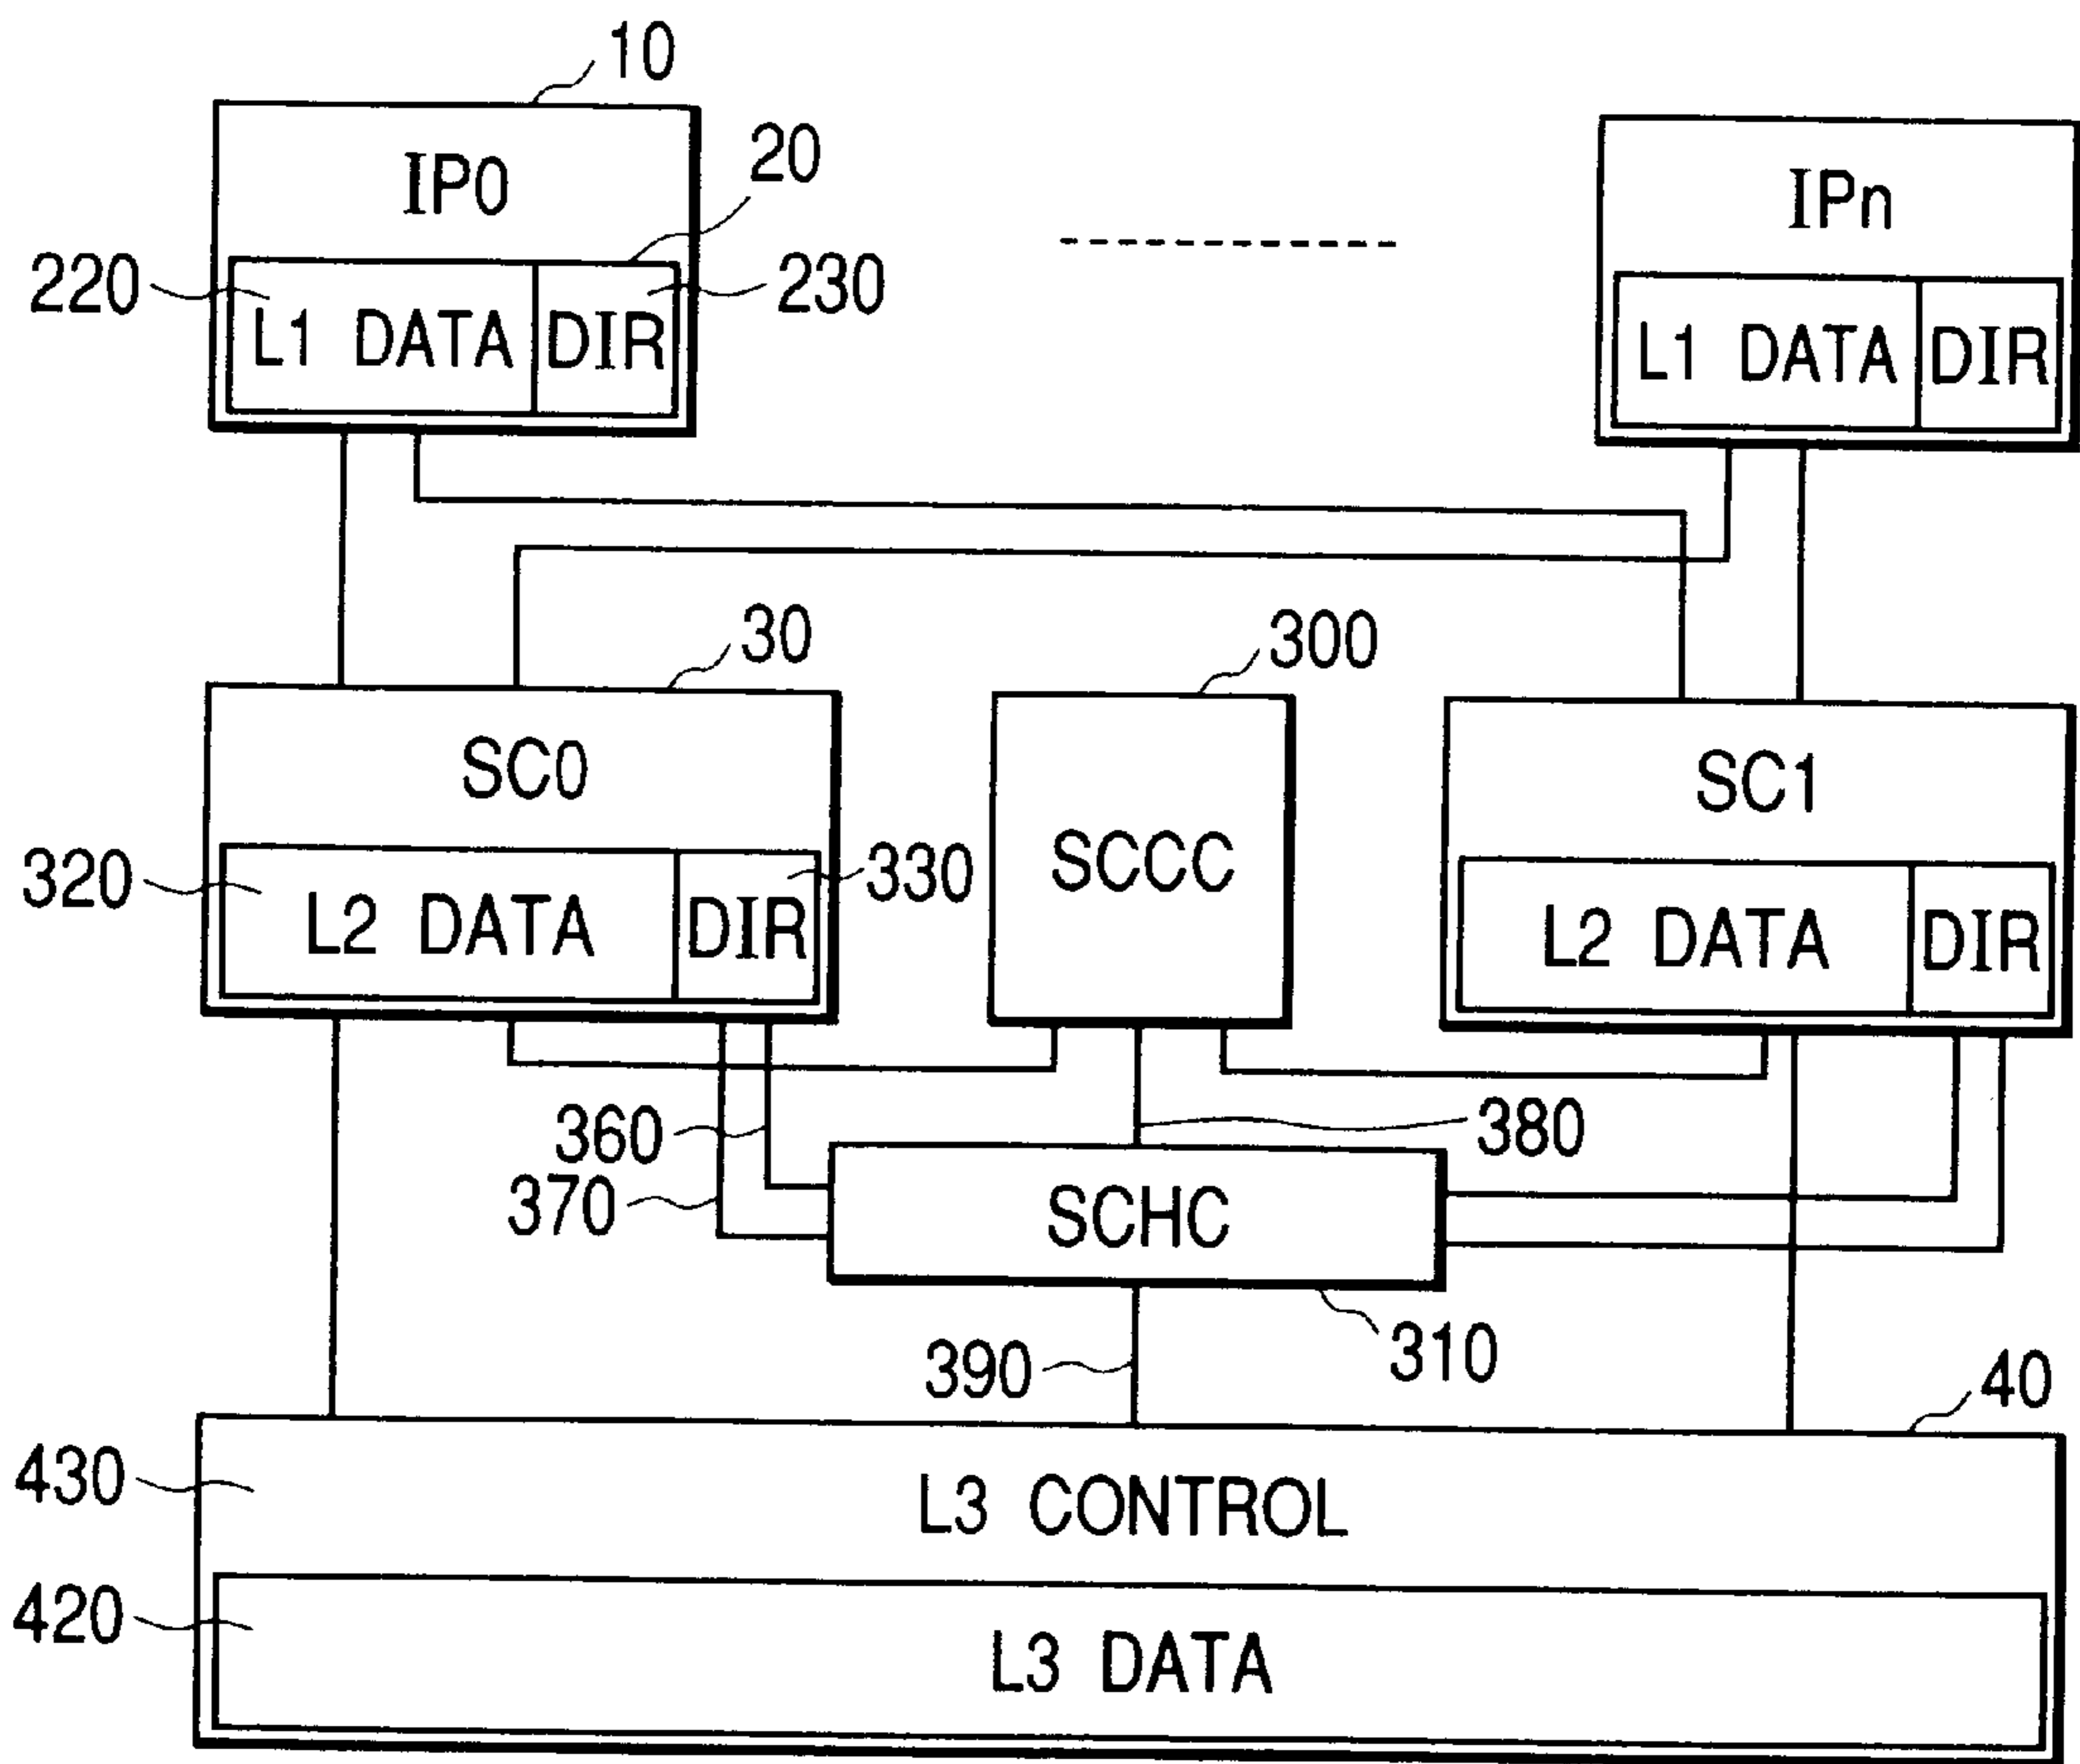 10
IP0
20
220
230
L1 DATA
DIR
IPn
L1 DATA
DIR
30
300
SC0
320
330
L2 DATA
DIR
SCCC
SC1
L2 DATA
DIR
360
370
380
SCHC
390
310
40
430
L3 CONTROL
420
L3 DATA